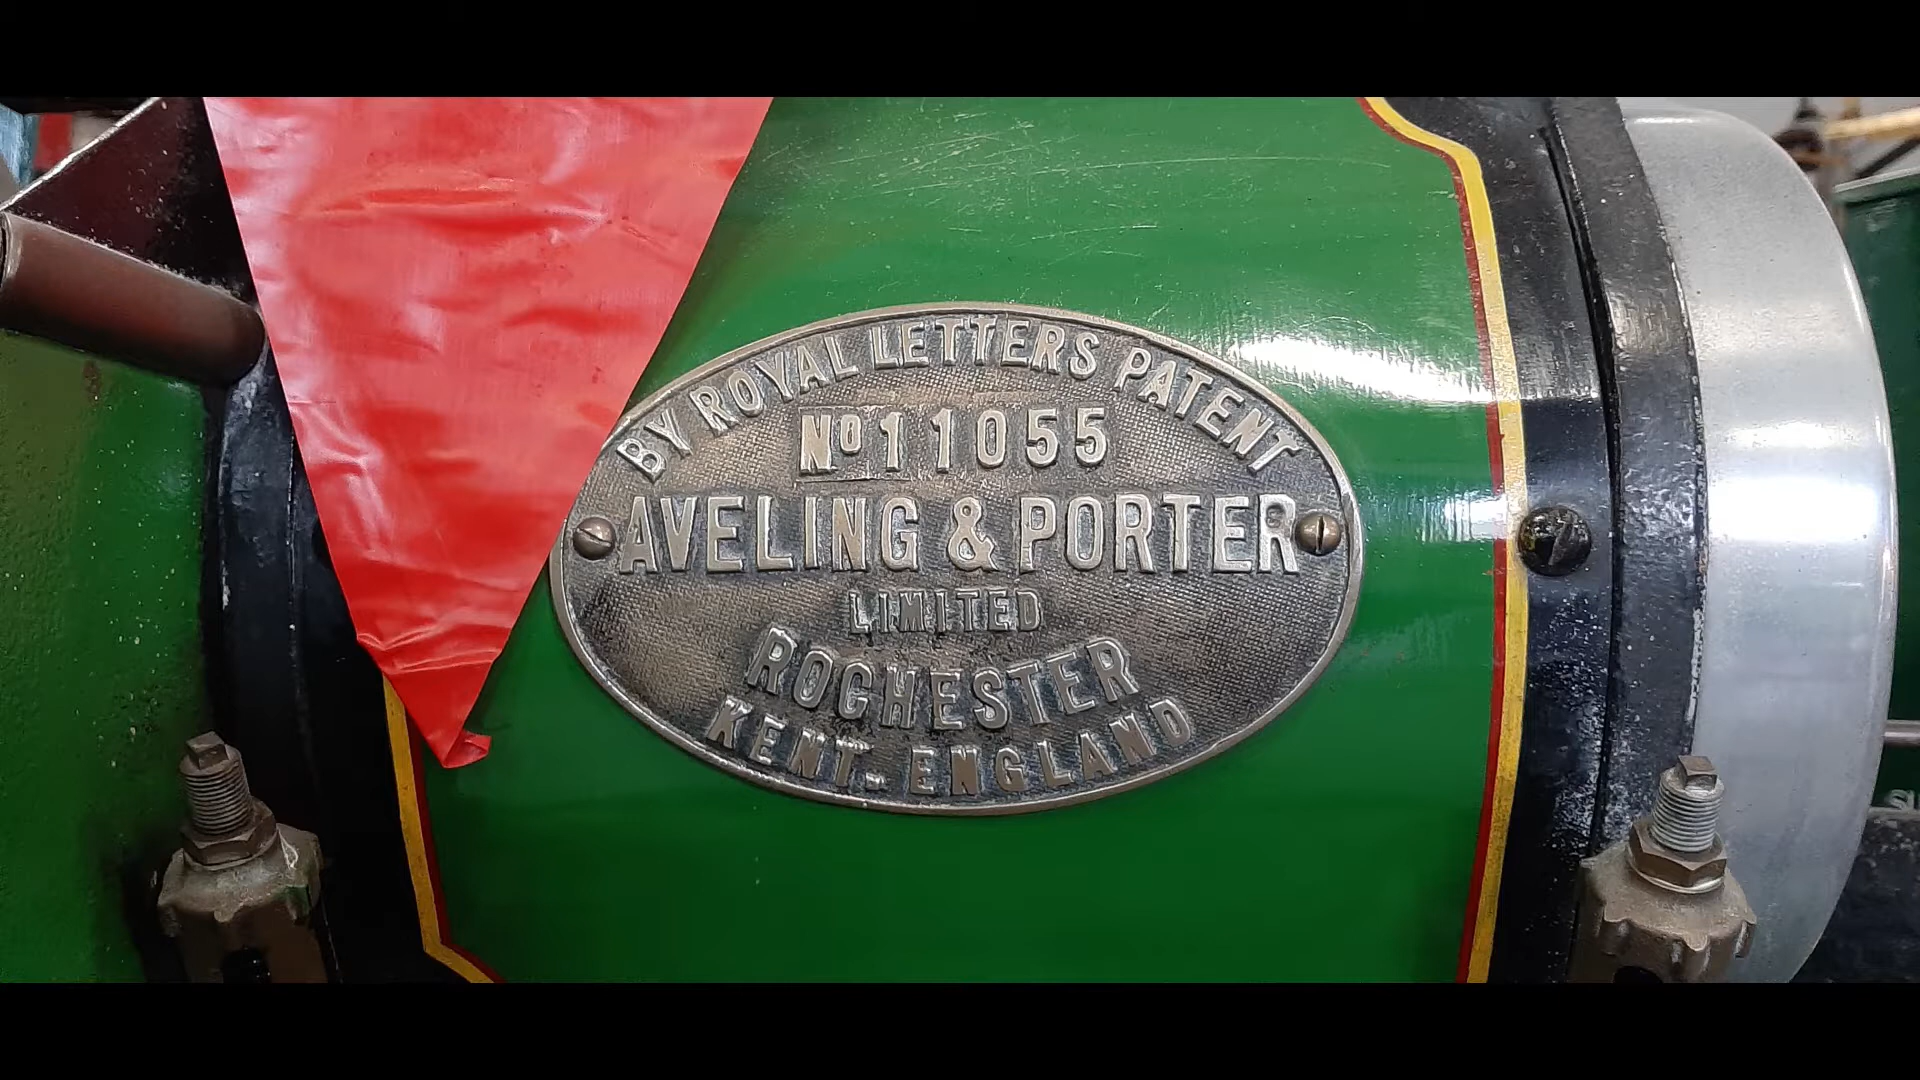 BY ROYAL LETTERS PATENT
No 11055
AVELING & PORTER
LIMITED
ROCHESTER
KENT-ENGLAND